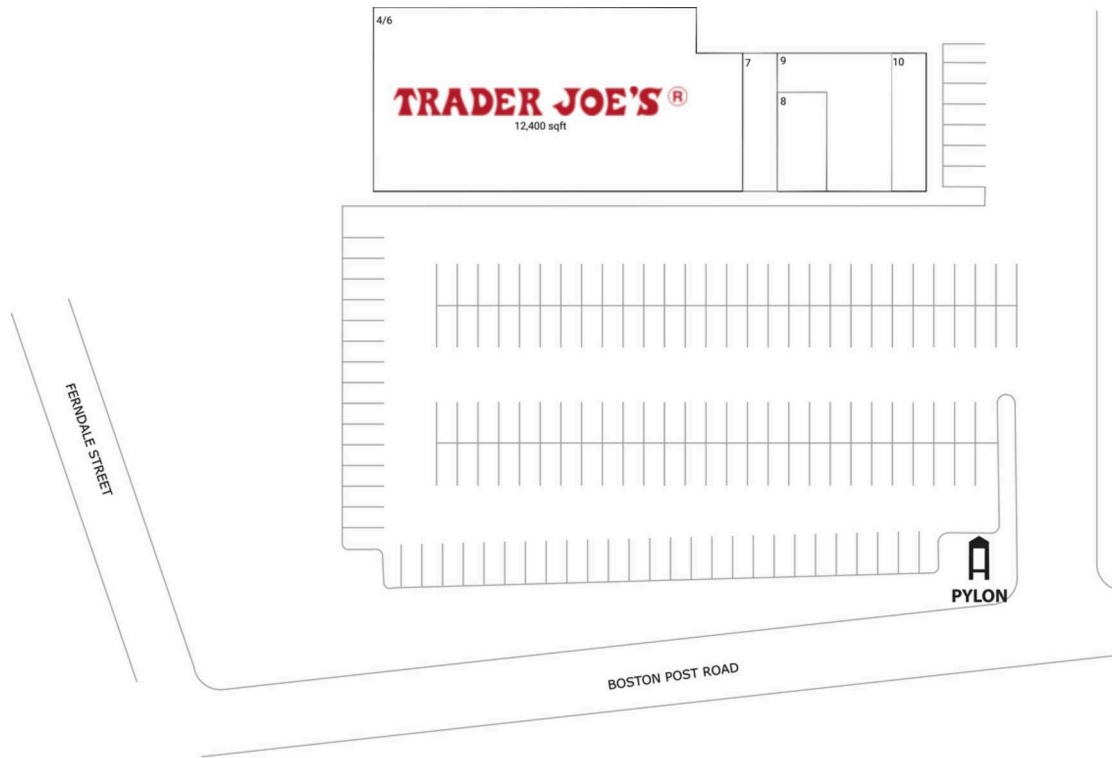 4/6
TRADER JOE'S ®
12,400 sqft
7
9
10
8
FERNDALE STREET
PYLON
BOSTON POST ROAD